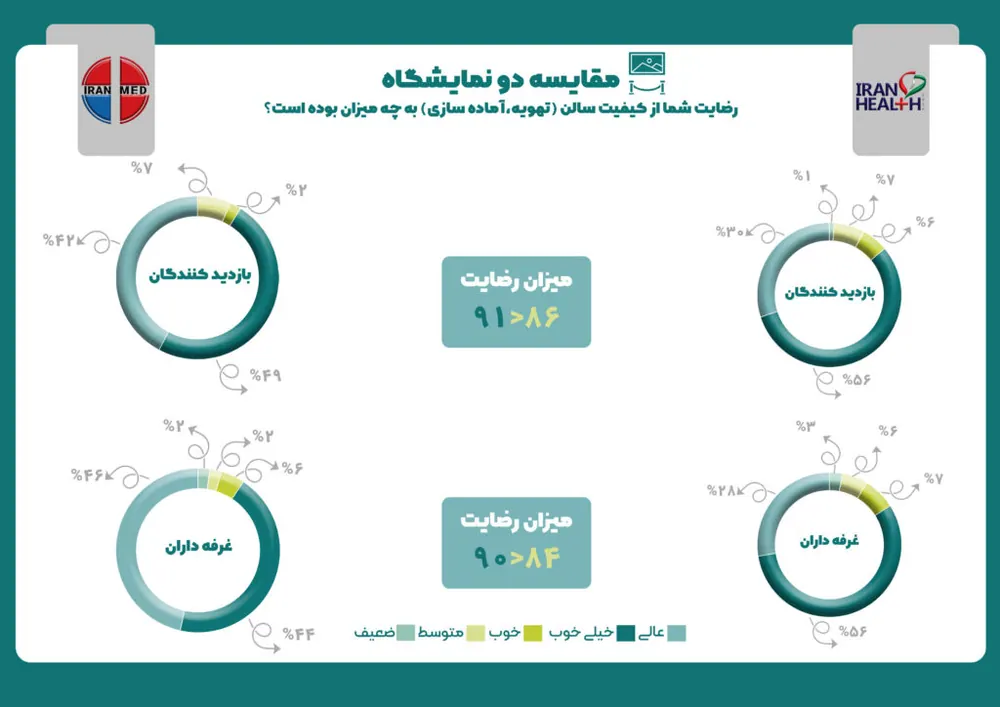 مقایسه دو نمایشگاه
رضایت شما از کیفیت سالن (تهویه،آماده سازی) به چه میزان بوده است؟
IRAN
HEALTH
IRAN MED
%۱
%۷
%۶
%۳۰
بازدید کنندگان
%۵۶
میزان رضایت
۹۱>۸۶
%۷
%۲
%۴۲
بازدید کنندگان
%۴۹
%۳
%۶
%۷
%۲۸
غرفه داران
%۵۶
میزان رضایت
۹۰>۸۴
%۲
%۲
%۶
%۴۶
غرفه داران
%۴۴
عالی خیلی خوب خوب متوسط ضعیف